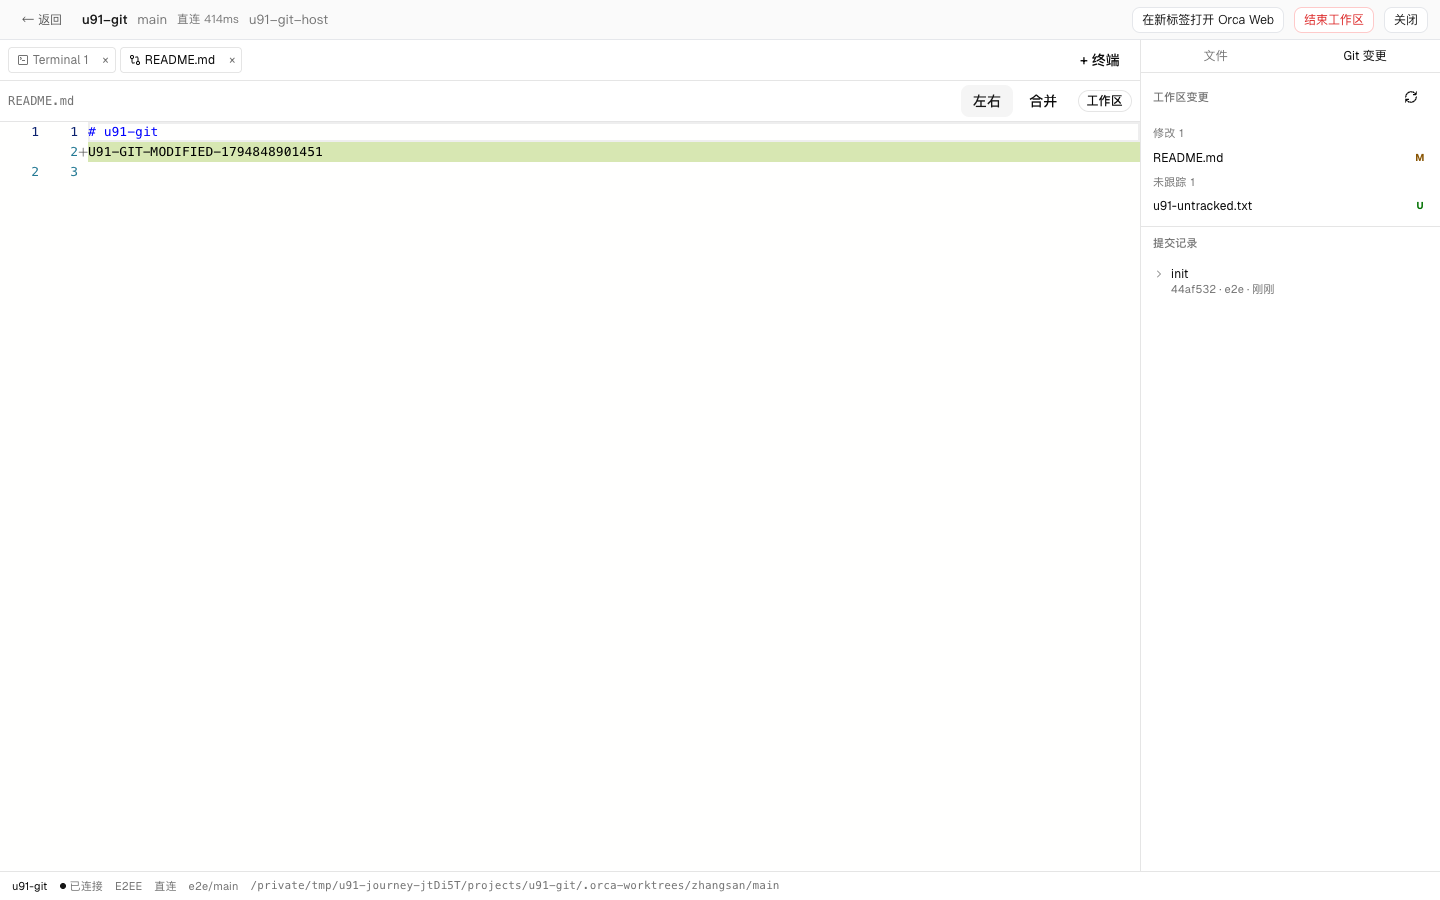 ← 返回 u91-git main 直连 414ms u91-git-host 在新标签打开 Orca Web 结束工作区 关闭
Terminal 1 × README.md × + 终端
文件 Git 变更
README.md 左右 合并 工作区
1 1 # u91-git
2+U91-GIT-MODIFIED-1794848901451
2 3
工作区变更
修改 1
README.md M
未跟踪 1
u91-untracked.txt U
提交记录
init
44af532 · e2e · 刚刚
u91-git ● 已连接 E2EE 直连 e2e/main /private/tmp/u91-journey-jtDi5T/projects/u91-git/.orca-worktrees/zhangsan/main